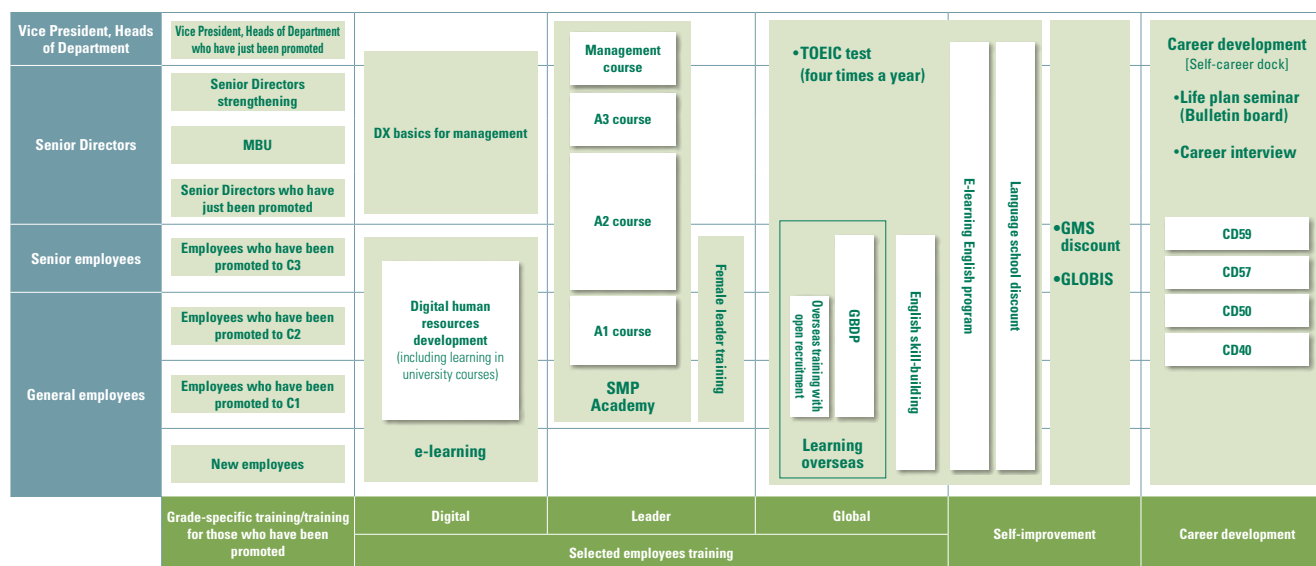 Vice President, Heads
of Department
Senior Directors
Senior employees
General employees
Vice President, Heads of Department
who have just been promoted
Senior Directors
strengthening
MBU
Senior Directors who have
just been promoted
Employees who have been
promoted to C3
Employees who have been
promoted to C2
Employees who have been
promoted to C1
New employees
DX basics for management
Digital human
resources
development
(including learning in
university courses)
e-learning
Management
course
A3 course
A2 course
A1 course
SMP
Academy
Female leader training
•TOEIC test
(four times a year)
Overseas training with
open recruitment
GBDP
Learning
overseas
English skill-building
E-learning English program
Language school discount
•GMS
discount
•GLOBIS
Career development
[Self-career dock]
•Life plan seminar
(Bulletin board)
•Career interview
CD59
CD57
CD50
CD40
Grade-specific training/training
for those who have been
promoted
Digital
Leader
Global
Selected employees training
Self-improvement
Career development